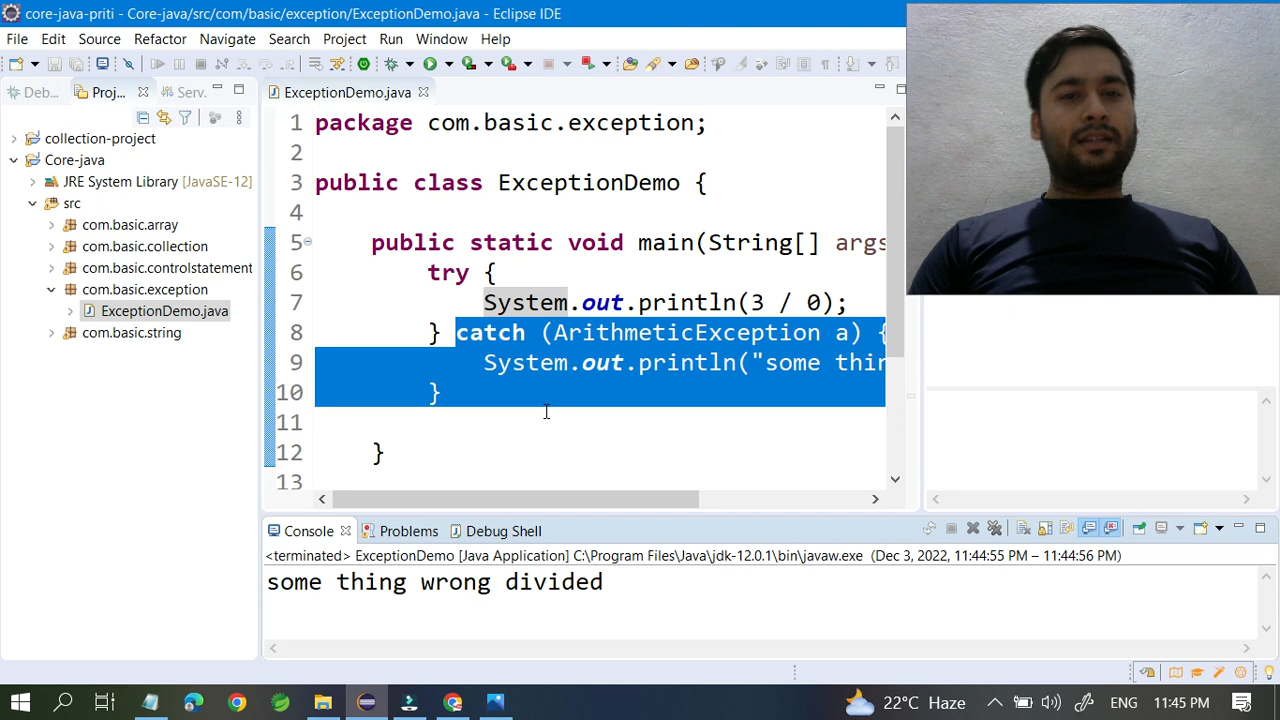 core-java-priti - Core-java/src/com/basic/exception/ExceptionDemo.java - Eclipse IDE
File Edit Source Refactor Navigate Search Project Run Window Help
Deb... Proj... Serv.
ExceptionDemo.java
collection-project
Core-java
JRE System Library [JavaSE-12]
src
com.basic.array
com.basic.collection
com.basic.controlstatement
com.basic.exception
ExceptionDemo.java
com.basic.string
1 package com.basic.exception;
2
3 public class ExceptionDemo {
4
5 public static void main(String[] args
6 try {
7 System.out.println(3 / 0);
8 } catch (ArithmeticException a) {
9 System.out.println("some thin
10 }
11
12 }
13
Console Problems Debug Shell
<terminated> ExceptionDemo [Java Application] C:\Program Files\Java\jdk-12.0.1\bin\javaw.exe (Dec 3, 2022, 11:44:55 PM – 11:44:56 PM)
some thing wrong divided
22°C Haze ENG 11:45 PM